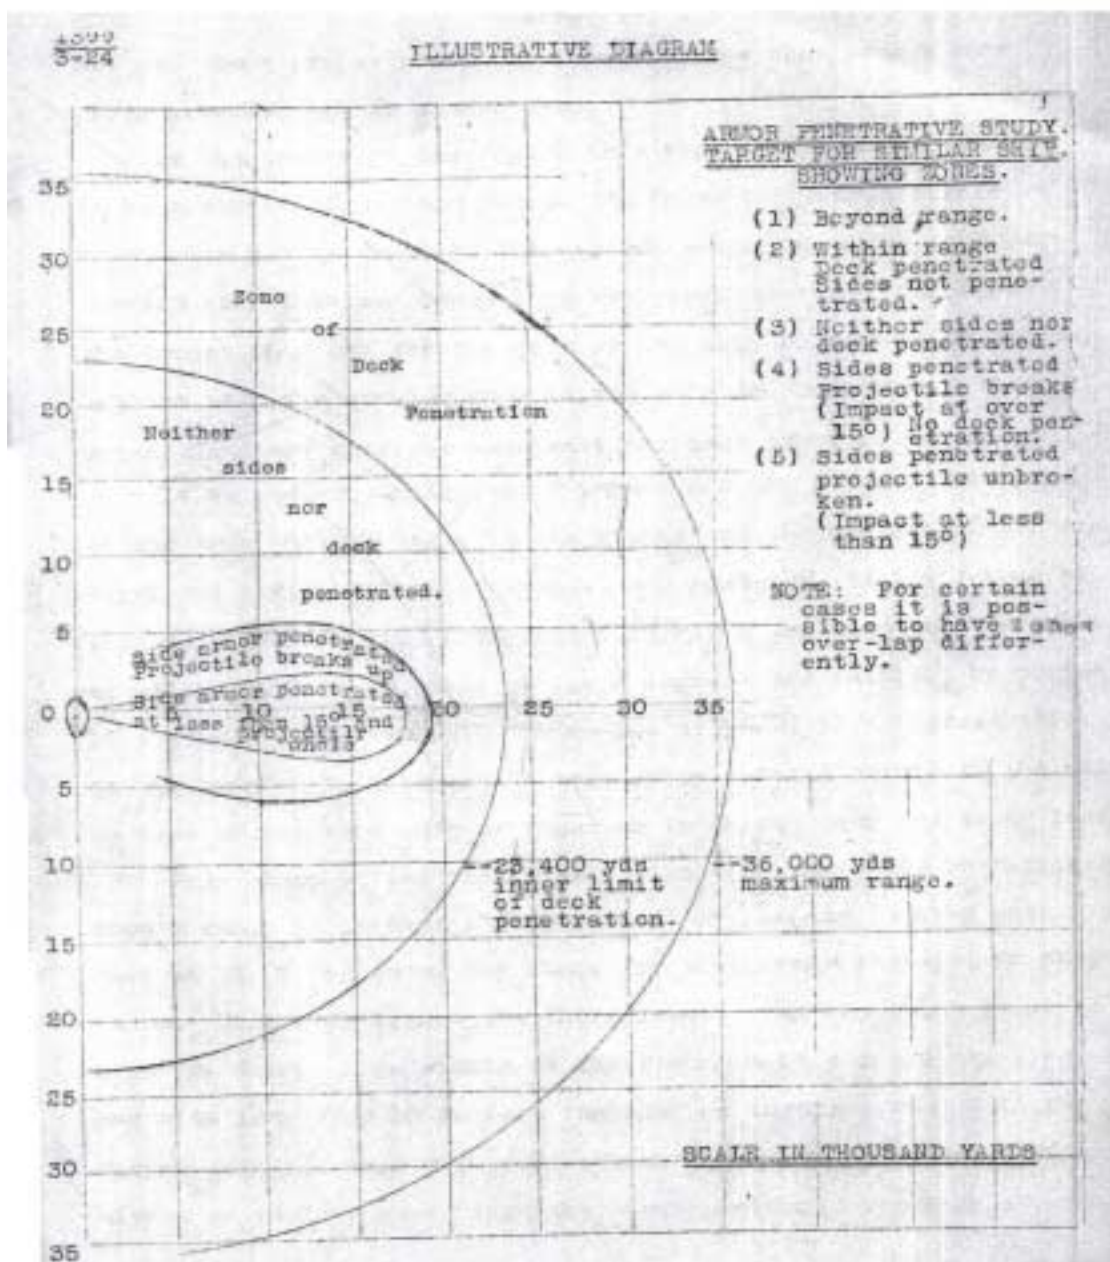 1399
3-24
ILLUSTRATIVE DIAGRAM
ARMOR PENETRATIVE STUDY.
TARGET FOR SIMILAR SHIP.
SHOWING ZONES.
(1) Beyond range.
(2) Within range
Deck penetrated
Sides not pene-
trated.
(3) Neither sides nor
deck penetrated.
(4) Sides penetrated
Projectile breaks
(Impact at over
15°) No deck pen-
etration.
(5) Sides penetrated
projectile unbro-
ken.
(Impact at less
than 15°)
NOTE: For certain
cases it is pos-
sible to have zones
over-lap differ-
ently.
35
30
25
20
15
10
5
0
Zone
of
Deck
Penetration
Neither
sides
nor
deck
penetrated.
Side armor penetrated
Projectile breaks up
Side armor penetrated
at less than 15° and
projectile
whole
5 10 15 20 25 30 35
5
10
15
20
25
30
35
--23,400 yds
inner limit
of deck
penetration.
--36,000 yds
maximum range.
SCALE IN THOUSAND YARDS